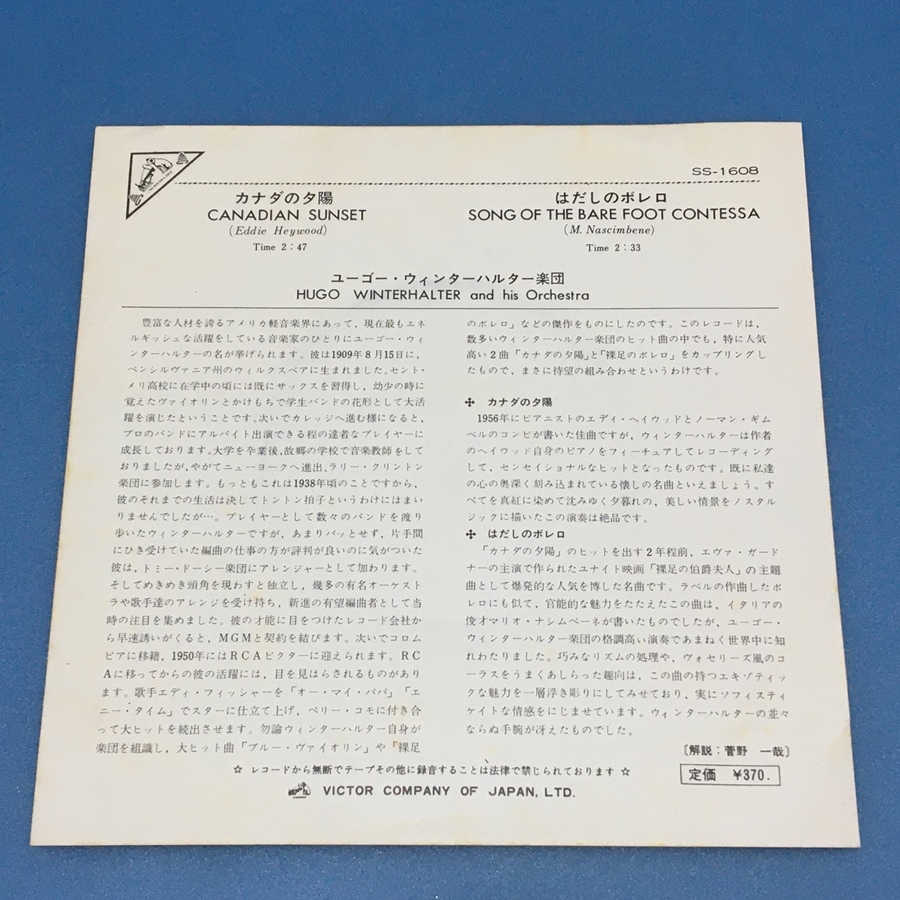 SS-1608
カナダの夕陽
CANADIAN SUNSET
(Eddie Heywood)
Time 2:47
はだしのボレロ
SONG OF THE BARE FOOT CONTESSA
(M. Nascimbene)
Time 2:33
ユーゴー・ウィンターハルター楽団
HUGO WINTERHALTER and his Orchestra
豊富な人材を誇るアメリカ軽音楽界にあって、現在最もエネ
ルギッシュな活躍をしている音楽家のひとりにユーゴー・ウィ
ンターハルターの名が挙げられます。彼は1909年8月15日に、
ペンシルヴァニア州のウィルクスベアに生まれました。セント・
メリ高校に在学中の頃には既にサックスを習得し、幼少の時に
覚えたヴァイオリンとかけもちで学生バンドの花形として大活
躍を演じたということです。次いでカレッジへ進む様になると、
プロのバンドにアルバイト出演できる程の達者なプレイヤーに
成長しております。大学を卒業後、故郷の学校で音楽教師をして
おりましたが、やがてニューヨークへ進出、ラリー・クリントン
楽団に参加します。もっともこれは1938年頃のことですから、
彼のそれまでの生活は決してトントン拍子というわけにはまい
りませんでしたが…。プレイヤーとして数々のバンドを渡り
歩いたウィンターハルターですが、あまりパッとせず、片手間
にひき受けていた編曲の仕事の方が評判が良いのに気がついた
彼は、トミー・ドーシー楽団にアレンジャーとして加わります。
そしてめきめき頭角を現わすと独立し、幾多の有名オーケスト
ラや歌手達のアレンジを受け持ち、新進の有望編曲者として当
時の注目を集めました。彼の才能に目をつけたレコード会社か
ら早速誘いがくると、MGMと契約を結びます。次いでコロム
ビアに移籍、1950年にはRCAビクターに迎えられます。RC
Aに移ってからの彼の活躍には、目を見はらされるものがあり
ます。歌手エディ・フィッシャーを「オー・マイ・パパ」「エ
ニー・タイム」でスターに仕立て上げ、ペリー・コモに付き合
って大ヒットを続出させます。勿論ウィンターハルター自身が
楽団を組織し、大ヒット曲「ブルー・ヴァイオリン」や「裸足
のボレロ」などの傑作をものにしたのです。このレコードは、
数多いウィンターハルター楽団のヒット曲の中でも、特に人気
高い2曲「カナダの夕陽」と「裸足のボレロ」をカップリングし
たもので、まさに待望の組み合わせというわけです。
✣ カナダの夕陽
1956年にピアニストのエディ・ヘイウッドとノーマン・ギム
ベルのコンビが書いた佳曲ですが、ウィンターハルターは作者
のヘイウッド自身のピアノをフィーチュアしてレコーディング
して、センセイショナルなヒットとなったものです。既に私達
の心の奥深く刻み込まれている懐しの名曲といえましょう。す
べてを真紅に染めて沈みゆく夕暮れの、美しい情景をノスタル
ジックに描いたこの演奏は絶品です。
✣ はだしのボレロ
「カナダの夕陽」のヒットを出す2年程前、エヴァ・ガード
ナーの主演で作られたユナイト映画「裸足の伯爵夫人」の主題
曲として爆発的な人気を博した名曲です。ラベルの作曲したボ
レロにも似て、官能的な魅力をたたえたこの曲は、イタリアの
俊才マリオ・ナシムベーネが書いたものでしたが、ユーゴー・
ウィンターハルター楽団の格調高い演奏であまねく世界中に知
れわたりました。巧みなリズムの処理や、ヴォセリーズ風のコ
ーラスをうまくあしらった趣向は、この曲の持つエキゾティッ
クな魅力を一層浮き彫りにしてみせており、実にソフィスティ
ケイトな情感をにじませています。ウィンターハルターの並々
ならぬ手腕が冴えたものでした。
〔解説：菅野 一哉〕
☆ レコードから無断でテープその他に録音することは法律で禁じられております ☆
定価 ¥370.
VICTOR COMPANY OF JAPAN, LTD.